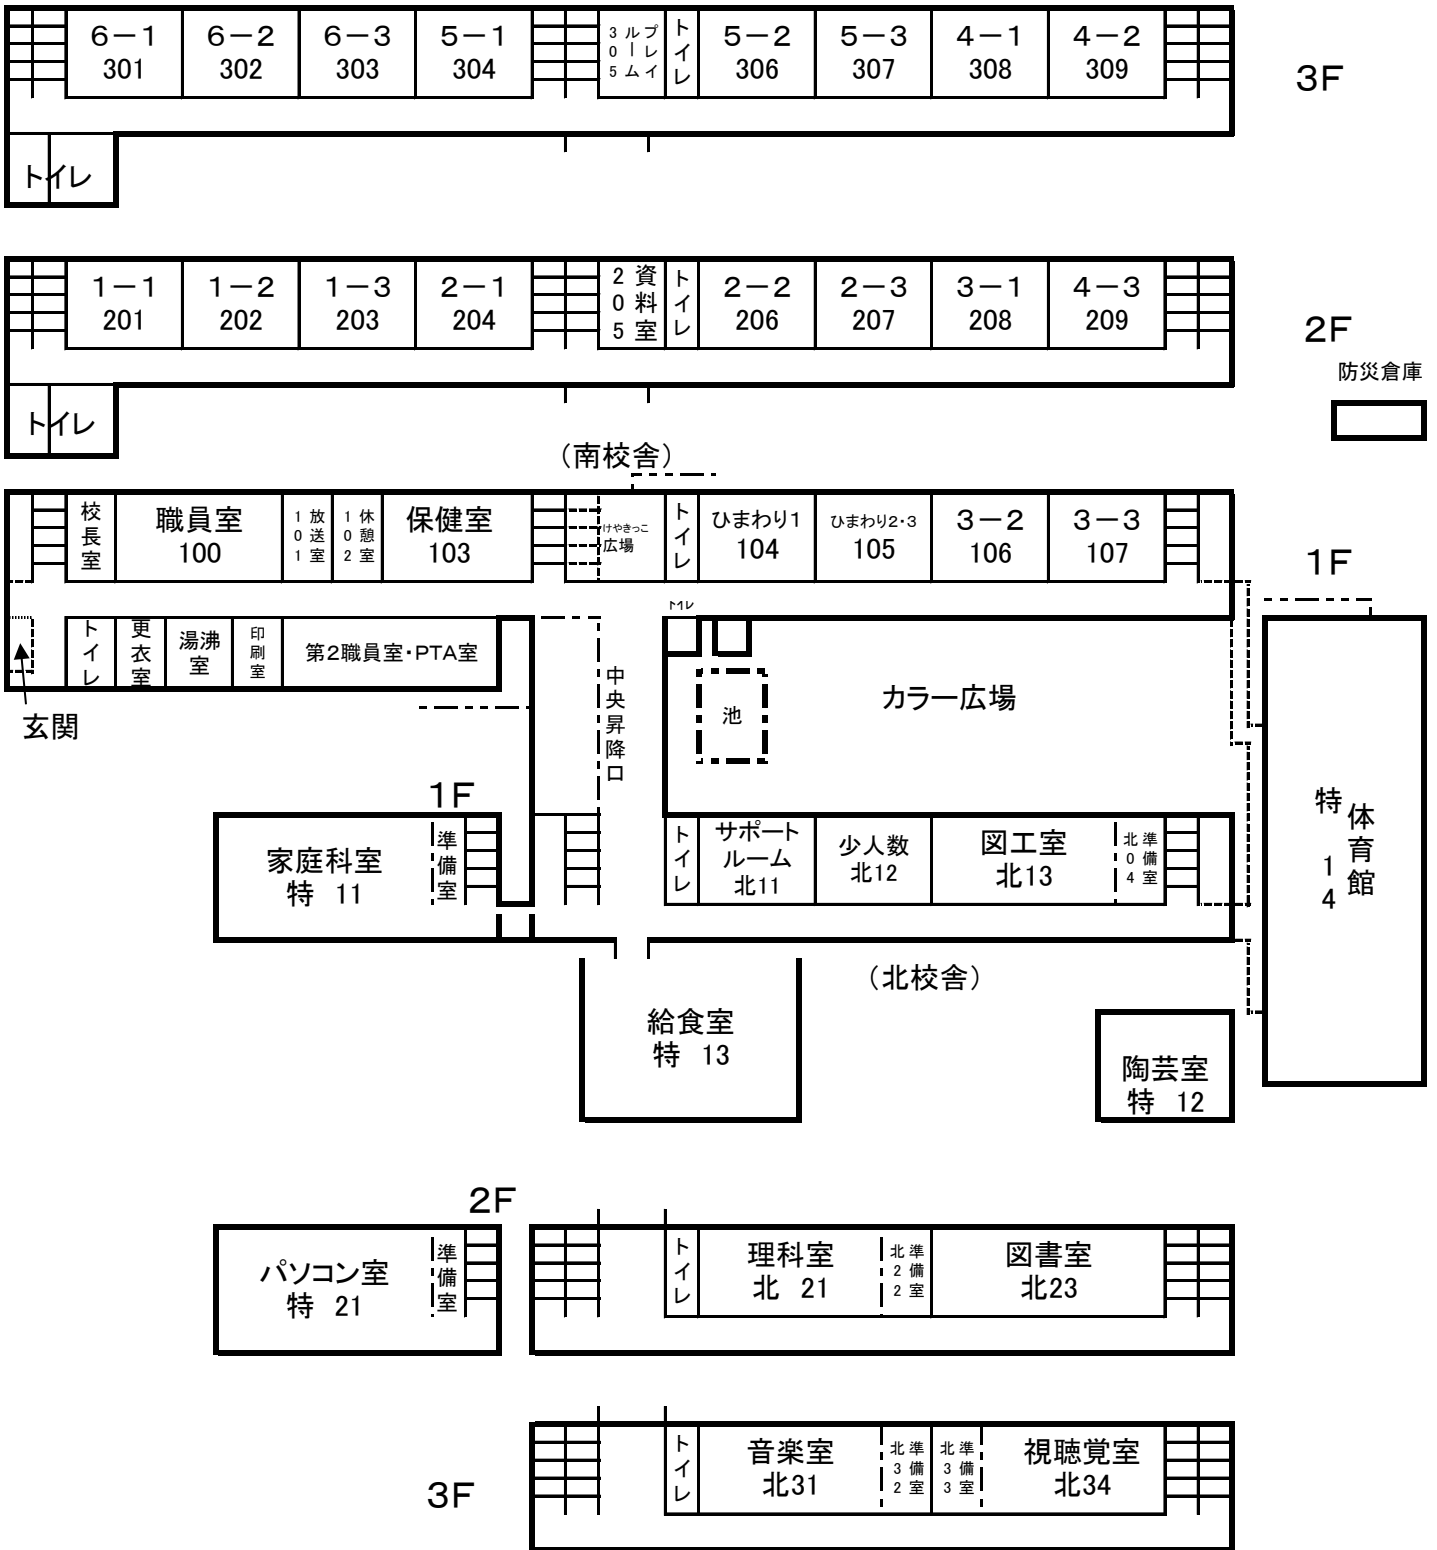 6－1
301
6－2
302
6－3
303
5－1
304
プレイ
ルーム
305
トイレ
5－2
306
5－3
307
4－1
308
4－2
309
3F
トイレ
1－1
201
1－2
202
1－3
203
2－1
204
資料室
205
トイレ
2－2
206
2－3
207
3－1
208
4－3
209
2F
防災倉庫
トイレ
（南校舎）
校長室
職員室
100
放送室
101
休憩室
102
保健室
103
けやきっこ
広場
トイレ
ひまわり1
104
ひまわり2・3
105
3－2
106
3－3
107
1F
トイレ
トイレ
更衣室
湯沸
室
印刷室
第2職員室・PTA室
玄関
中央昇降口
池
カラー広場
1F
家庭科室
特 11
準備室
トイレ
サポート
ルーム
北11
少人数
北12
図工室
北13
準備室
北04
体育館
特 14
（北校舎）
給食室
特 13
陶芸室
特 12
2F
パソコン室
特 21
準備室
トイレ
理科室
北 21
準備室
北22
図書室
北23
3F
トイレ
音楽室
北31
準備室
北32
準備室
北33
視聴覚室
北34